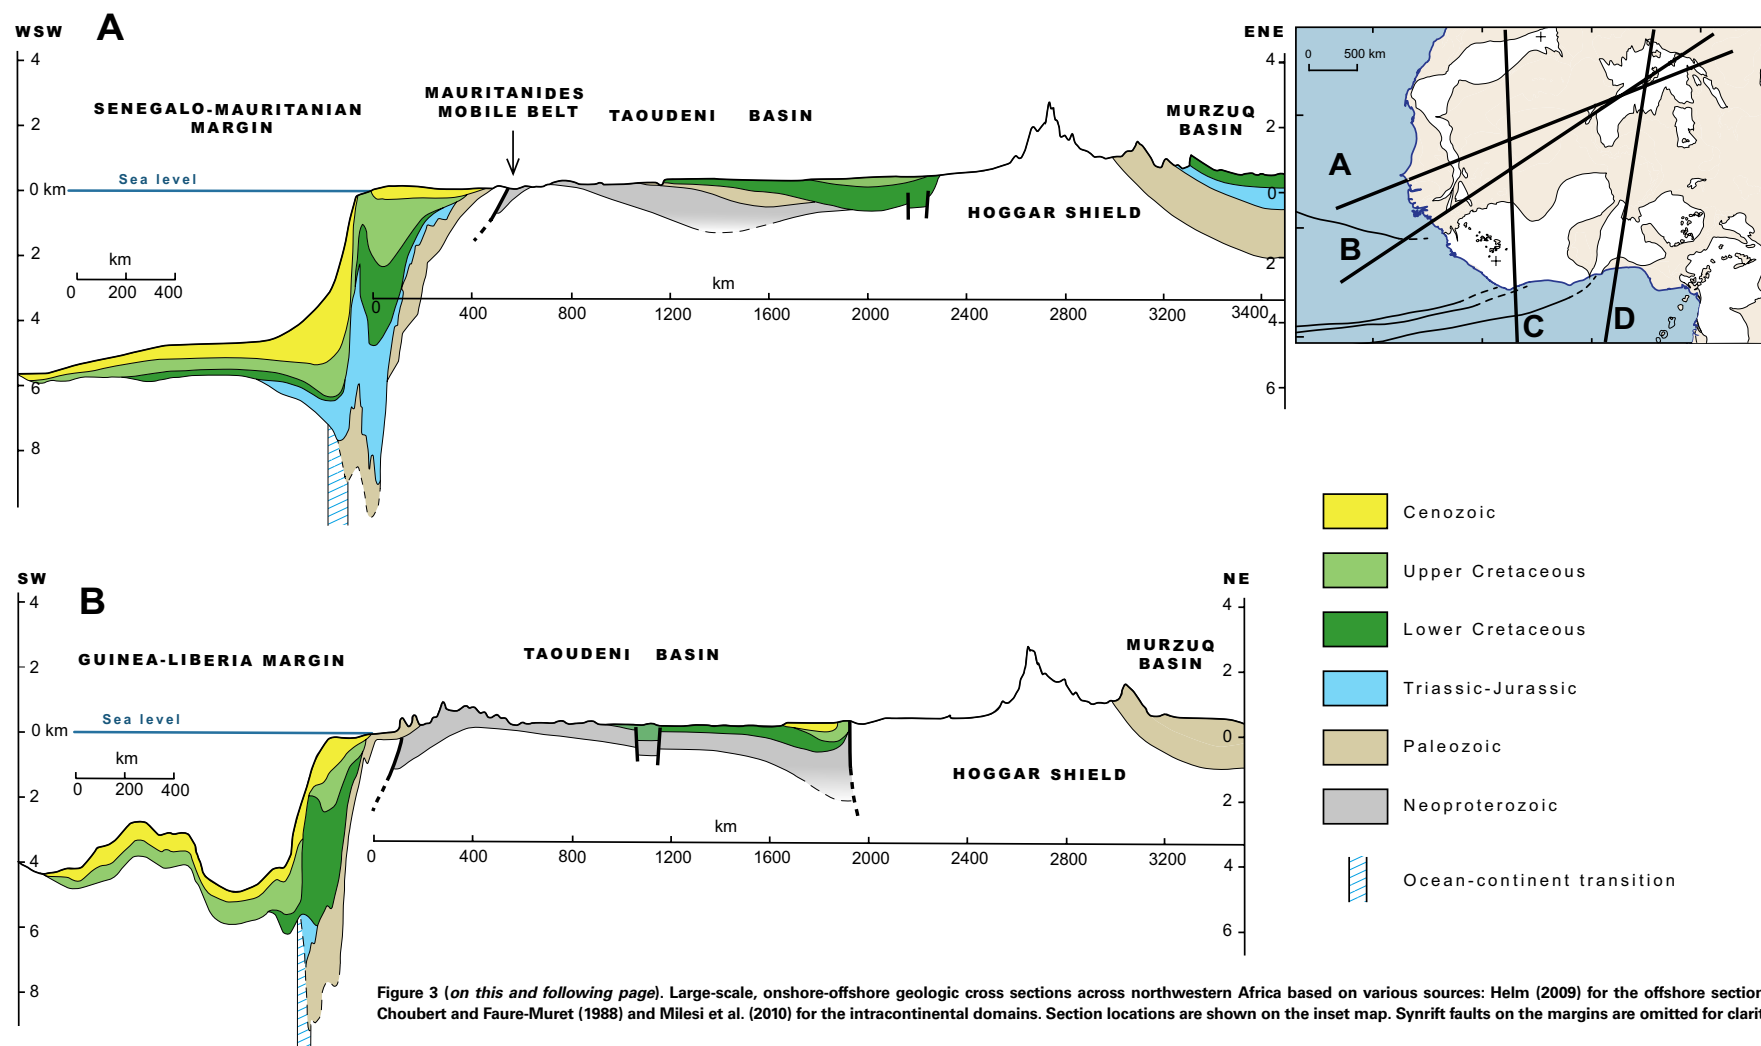 WSW
A
ENE
4
2
0 km
2
4
6
8
SENEGALO-MAURITANIAN
MARGIN
MAURITANIDES
MOBILE BELT
TAOUDENI BASIN
MURZUQ
BASIN
Sea level
HOGGAR SHIELD
km
0 200 400
km
0 400 800 1200 1600 2000 2400 2800 3200 3400
4
2
0
2
4
6
0 500 km
A
B
C
D
SW
B
NE
4
2
0 km
2
4
6
8
GUINEA-LIBERIA MARGIN
TAOUDENI BASIN
MURZUQ
BASIN
Sea level
HOGGAR SHIELD
km
0 200 400
km
0 400 800 1200 1600 2000 2400 2800 3200
4
2
0
2
4
6
Cenozoic
Upper Cretaceous
Lower Cretaceous
Triassic-Jurassic
Paleozoic
Neoproterozoic
Ocean-continent transition
Figure 3 (on this and following page). Large-scale, onshore-offshore geologic cross sections across northwestern Africa based on various sources: Helm (2009) for the offshore section
Choubert and Faure-Muret (1988) and Milesi et al. (2010) for the intracontinental domains. Section locations are shown on the inset map. Synrift faults on the margins are omitted for clarit